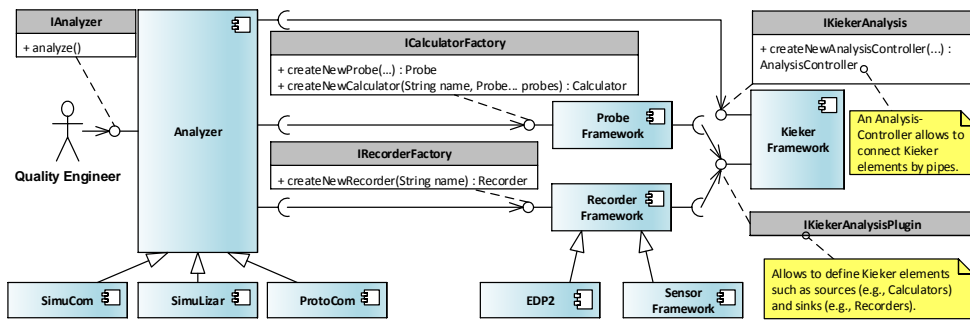 IAnalyzer
+ analyze()
Quality Engineer
Analyzer
ICalculatorFactory
+ createNewProbe(...) : Probe
+ createNewCalculator(String name, Probe... probes) : Calculator
IRecorderFactory
+ createNewRecorder(String name) : Recorder
Probe
Framework
Recorder
Framework
IKiekerAnalysis
+ createNewAnalysisController(...) :
AnalysisController
Kieker
Framework
An Analysis-
Controller allows to
connect Kieker
elements by pipes.
IKiekerAnalysisPlugin
Allows to define Kieker elements
such as sources (e.g., Calculators)
and sinks (e.g., Recorders).
SimuCom
SimuLizar
ProtoCom
EDP2
Sensor
Framework